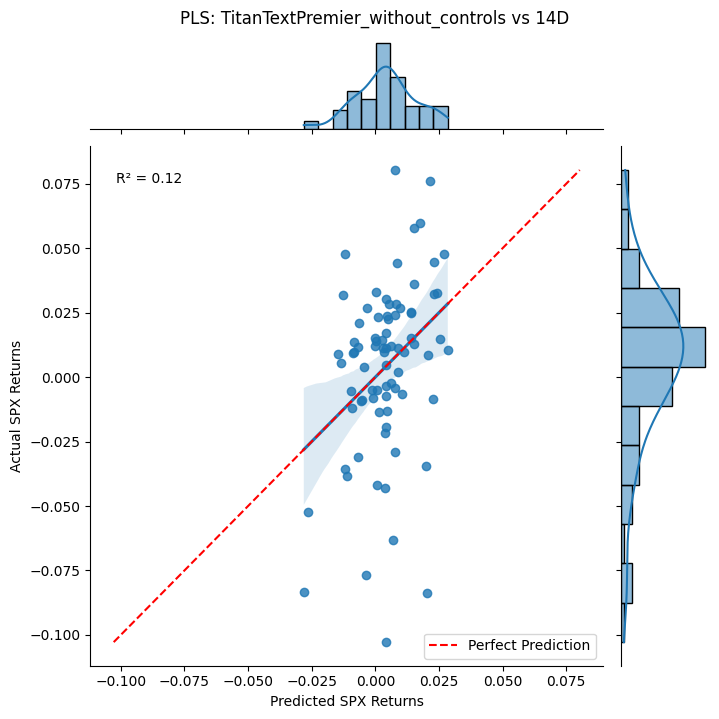 PLS: TitanTextPremier_without_controls vs 14D
R² = 0.12
0.075
0.050
0.025
0.000
−0.025
−0.050
−0.075
−0.100
Actual SPX Returns
Perfect Prediction
−0.100 −0.075 −0.050 −0.025 0.000 0.025 0.050 0.075
Predicted SPX Returns